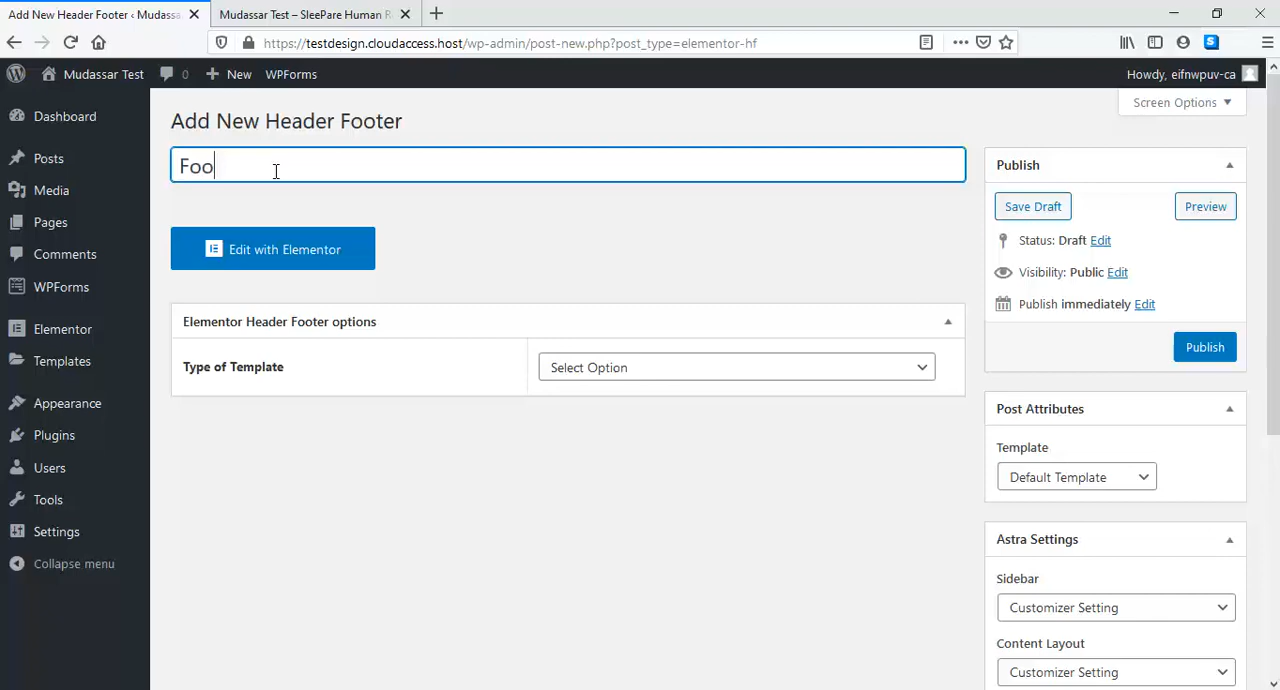 Add New Header Footer ‹ Mudassa
Mudassar Test – SleePare Human R
https://testdesign.cloudaccess.host/wp-admin/post-new.php?post_type=elementor-hf
Mudassar Test
0
New
WPForms
Howdy, eifnwpuv-ca
Screen Options
Dashboard
Posts
Media
Pages
Comments
WPForms
Elementor
Templates
Appearance
Plugins
Users
Tools
Settings
Collapse menu
Add New Header Footer
Foo
Edit with Elementor
Elementor Header Footer options
Type of Template
Select Option
Publish
Save Draft
Preview
Status: Draft Edit
Visibility: Public Edit
Publish immediately Edit
Publish
Post Attributes
Template
Default Template
Astra Settings
Sidebar
Customizer Setting
Content Layout
Customizer Setting